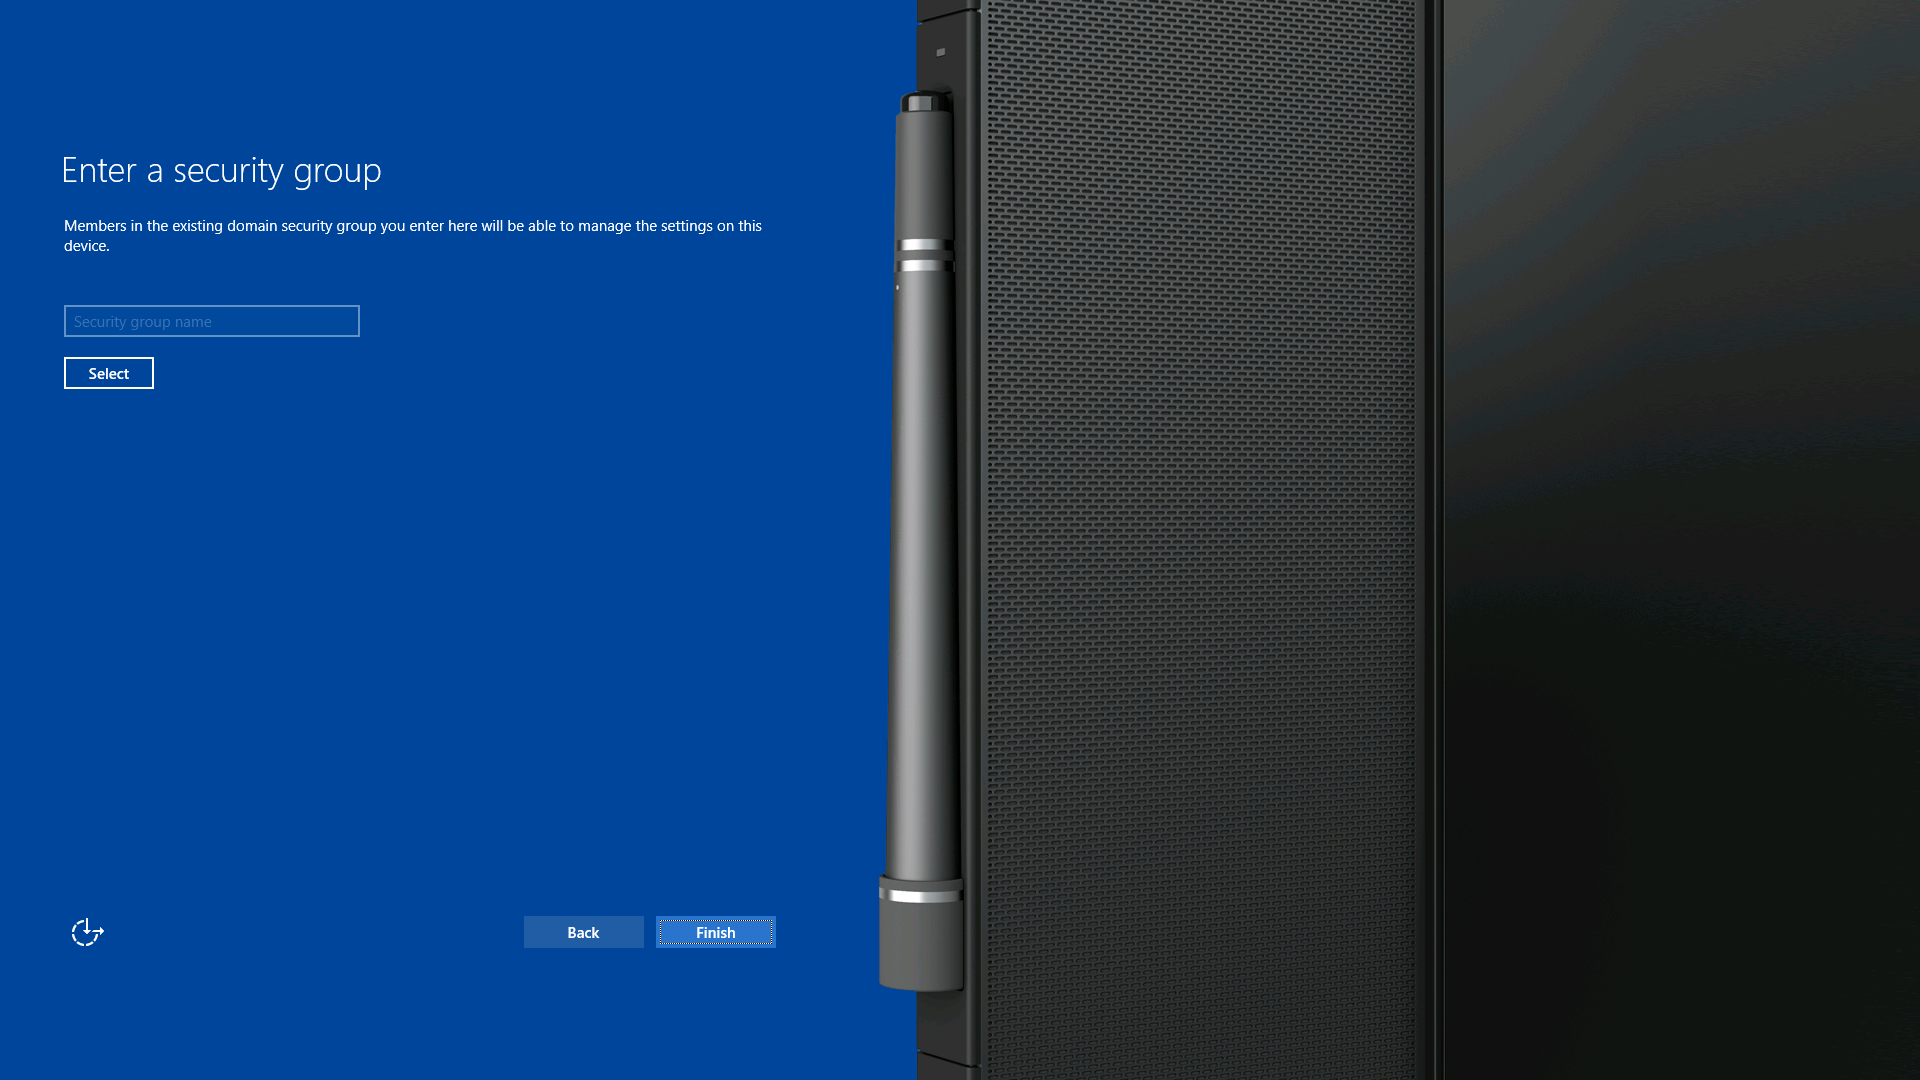 Enter a security group
Members in the existing domain security group you enter here will be able to manage the settings on this
device.
Security group name
Select
Back
Finish